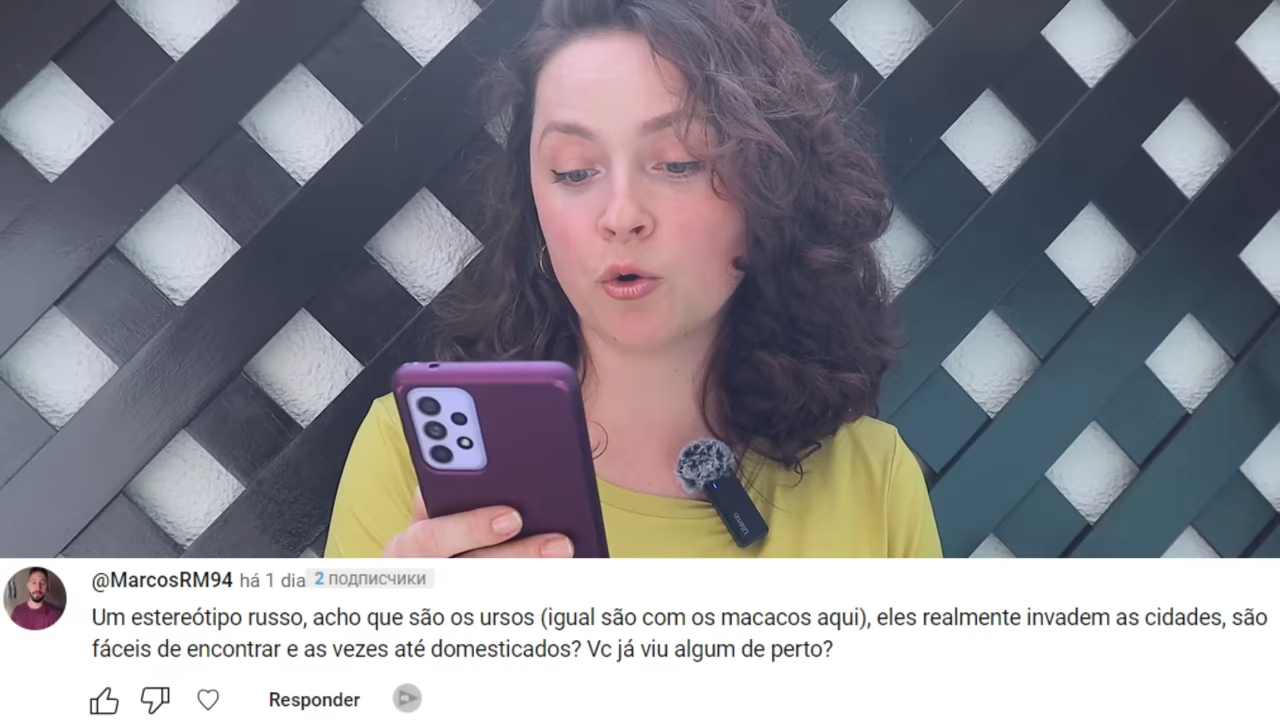 Ulanzi
@MarcosRM94 há 1 dia 2 подписчики
Um estereótipo russo, acho que são os ursos (igual são com os macacos aqui), eles realmente invadem as cidades, são
fáceis de encontrar e as vezes até domesticados? Vc já viu algum de perto?
Responder